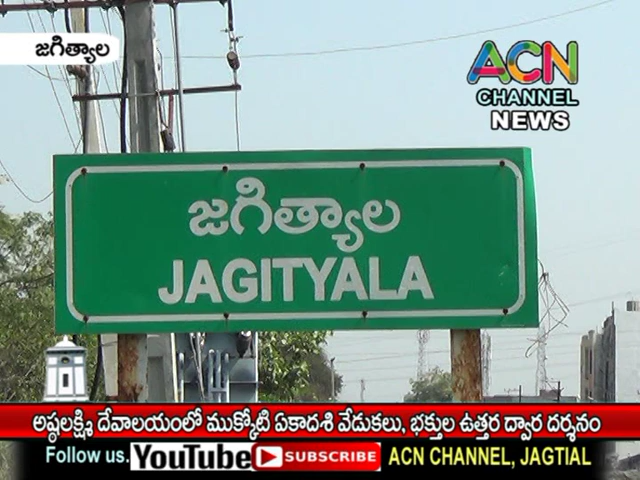 జగిత్యాల
ACN
CHANNEL
NEWS
జగిత్యాల
JAGITYALA
అష్ఠలక్ష్మి దేవాలయంలో ముక్కోటి ఏకాదశి వేడుకలు, భక్తుల ఉత్తర ద్వార దర్శనం
Follow us. YouTube SUBSCRIBE ACN CHANNEL, JAGTIAL